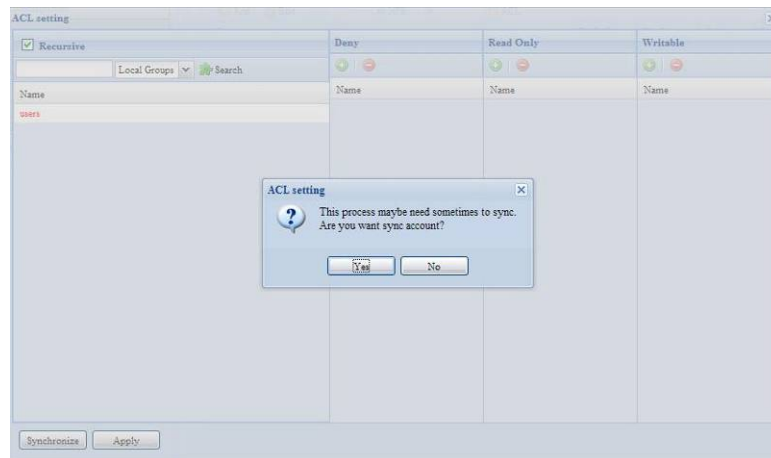 ACL setting
Recursive
Deny
Read Only
Writable
Local Groups
Search
Name
Name
Name
Name
users
ACL setting
This process maybe need sometimes to sync.
Are you want sync account?
Yes
No
Synchronize
Apply